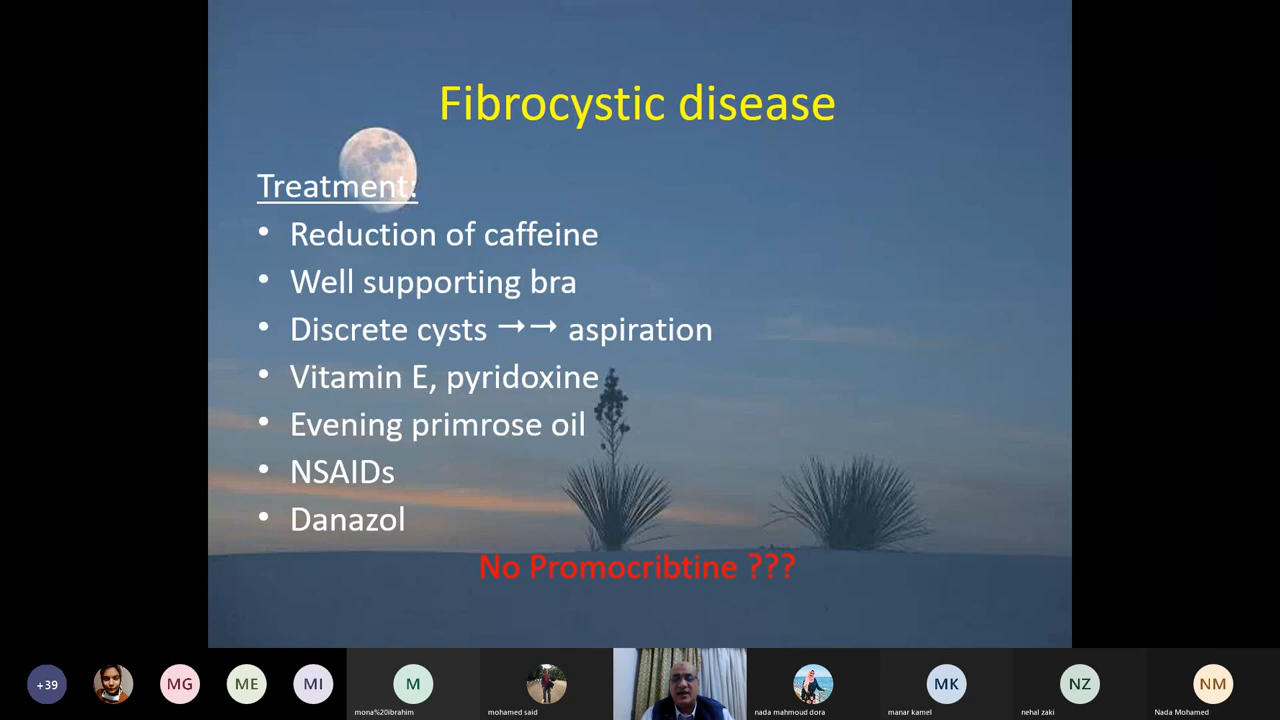 Fibrocystic disease
Treatment:
• Reduction of caffeine
• Well supporting bra
• Discrete cysts →→ aspiration
• Vitamin E, pyridoxine
• Evening primrose oil
• NSAIDs
• Danazol
No Promocribtine ???
+39
MG
ME
MI
M
MK
NZ
NM
mona%20ibrahim
mohamed said
nada mahmoud dora
manar kamel
nehal zaki
Nada Mohamed